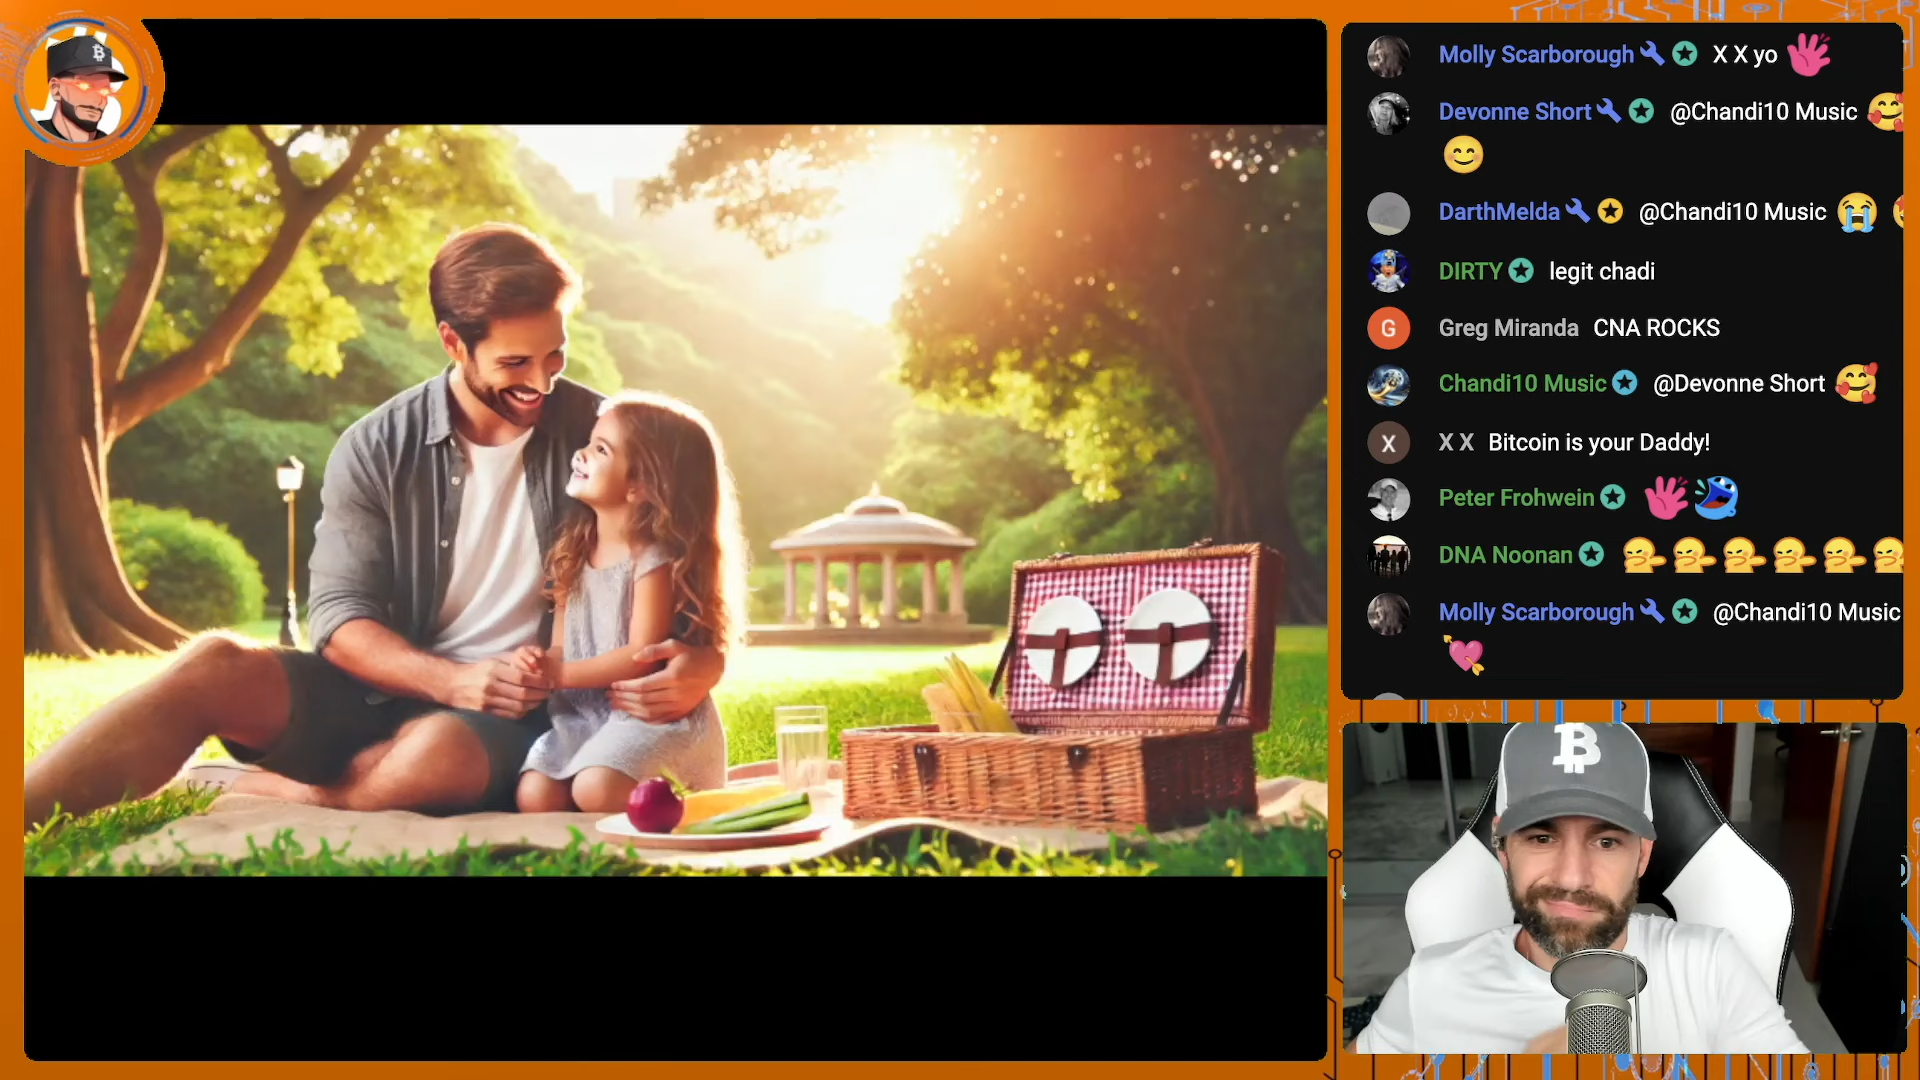 Molly Scarborough X X yo
Devonne Short @Chandi10 Music
DarthMelda @Chandi10 Music
DIRTY legit chadi
G Greg Miranda CNA ROCKS
Chandi10 Music @Devonne Short
X X X Bitcoin is your Daddy!
Peter Frohwein
DNA Noonan
Molly Scarborough @Chandi10 Music